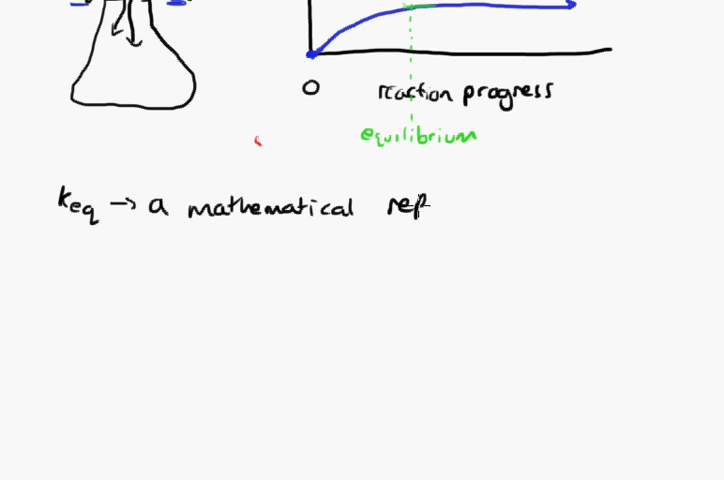 0 reaction progress
equilibrium
Keq → a mathematical rep